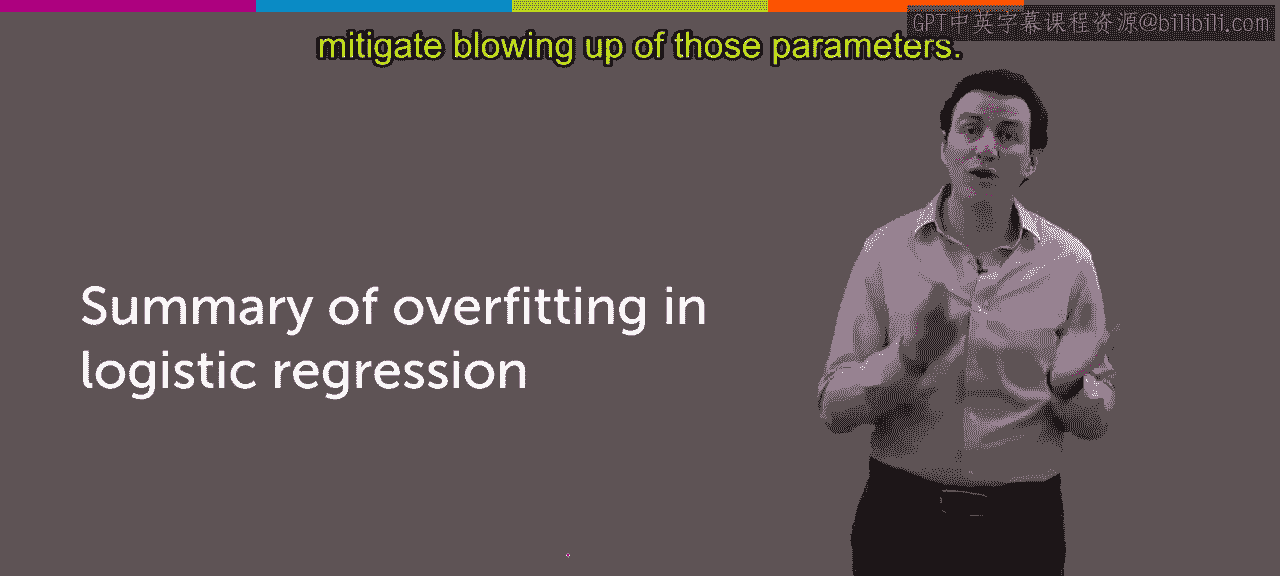 GPT中英字幕课程资源@bilibili.com
mitigate blowing up of those parameters.
Summary of overfitting in
logistic regression